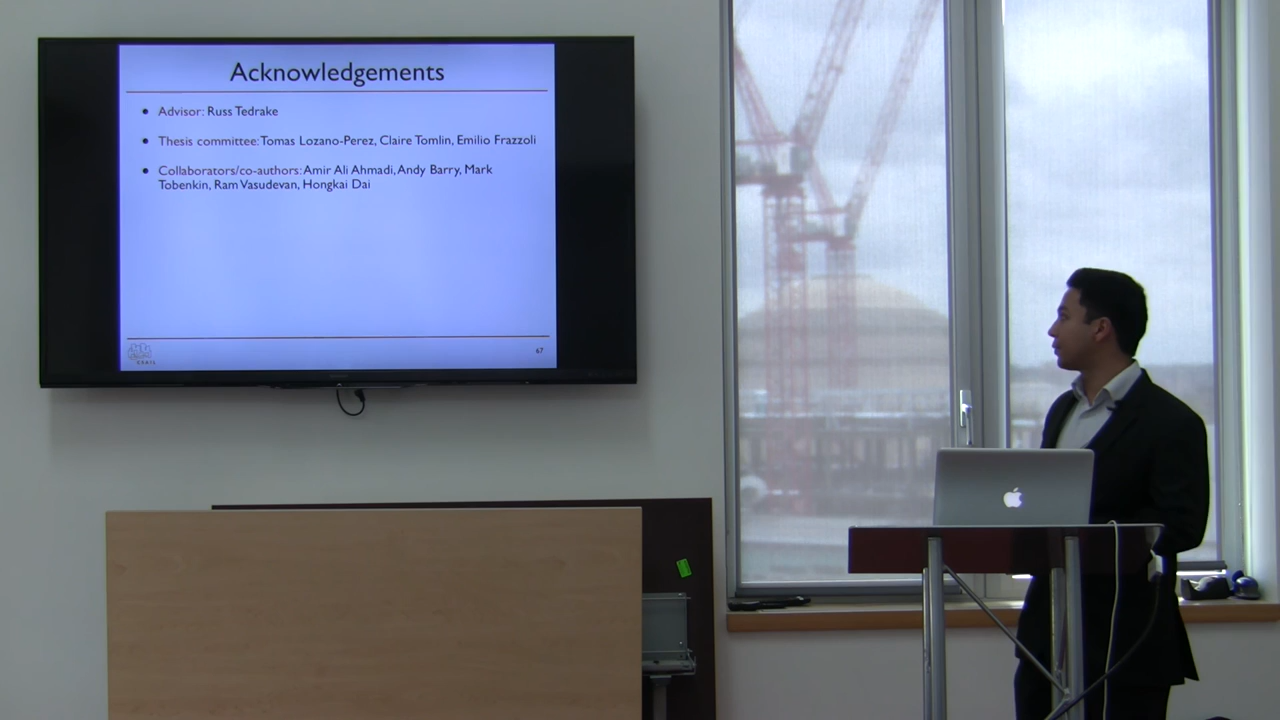 Acknowledgements
Advisor: Russ Tedrake
Thesis committee: Tomas Lozano-Perez, Claire Tomlin, Emilio Frazzoli
Collaborators/co-authors: Amir Ali Ahmadi, Andy Barry, Mark
Tobenkin, Ram Vasudevan, Hongkai Dai
CSAIL
67